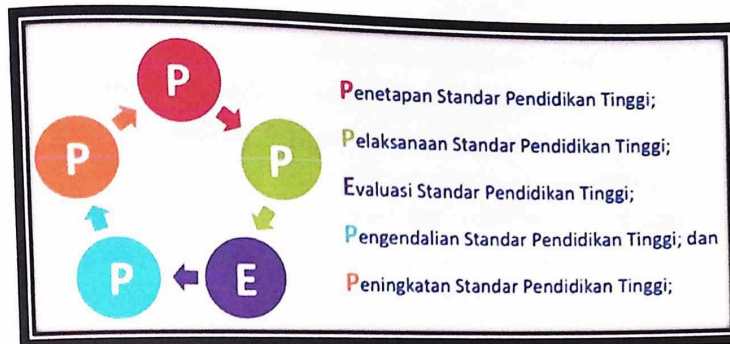 P
P
P
P
E
Penetapan Standar Pendidikan Tinggi;
Pelaksanaan Standar Pendidikan Tinggi;
Evaluasi Standar Pendidikan Tinggi;
Pengendalian Standar Pendidikan Tinggi; dan
Peningkatan Standar Pendidikan Tinggi;